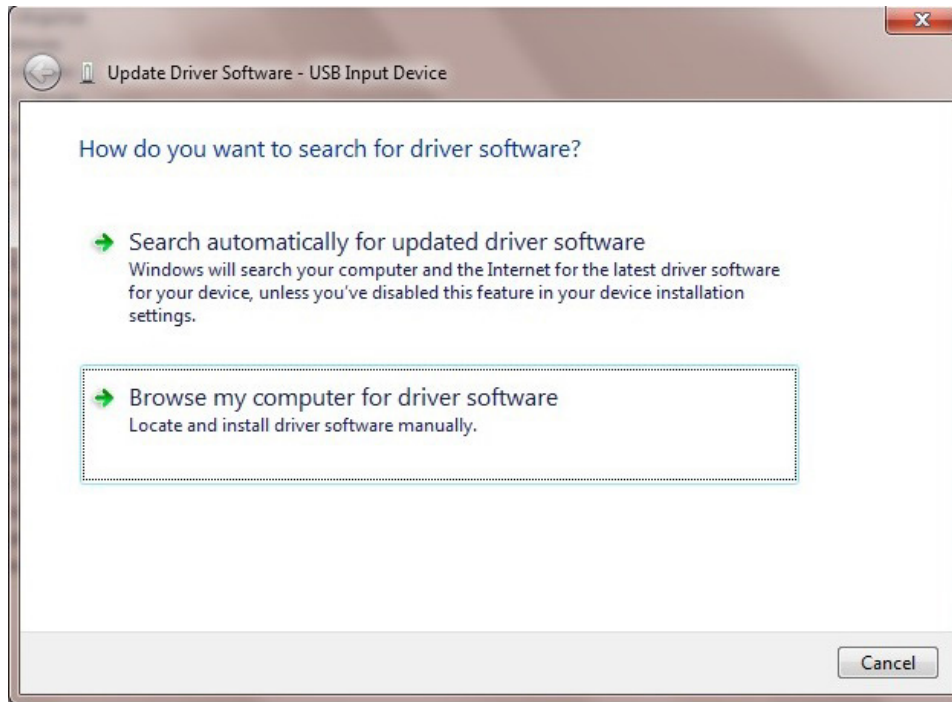 Update Driver Software - USB Input Device
How do you want to search for driver software?
Search automatically for updated driver software
Windows will search your computer and the Internet for the latest driver software
for your device, unless you've disabled this feature in your device installation
settings.
Browse my computer for driver software
Locate and install driver software manually.
Cancel